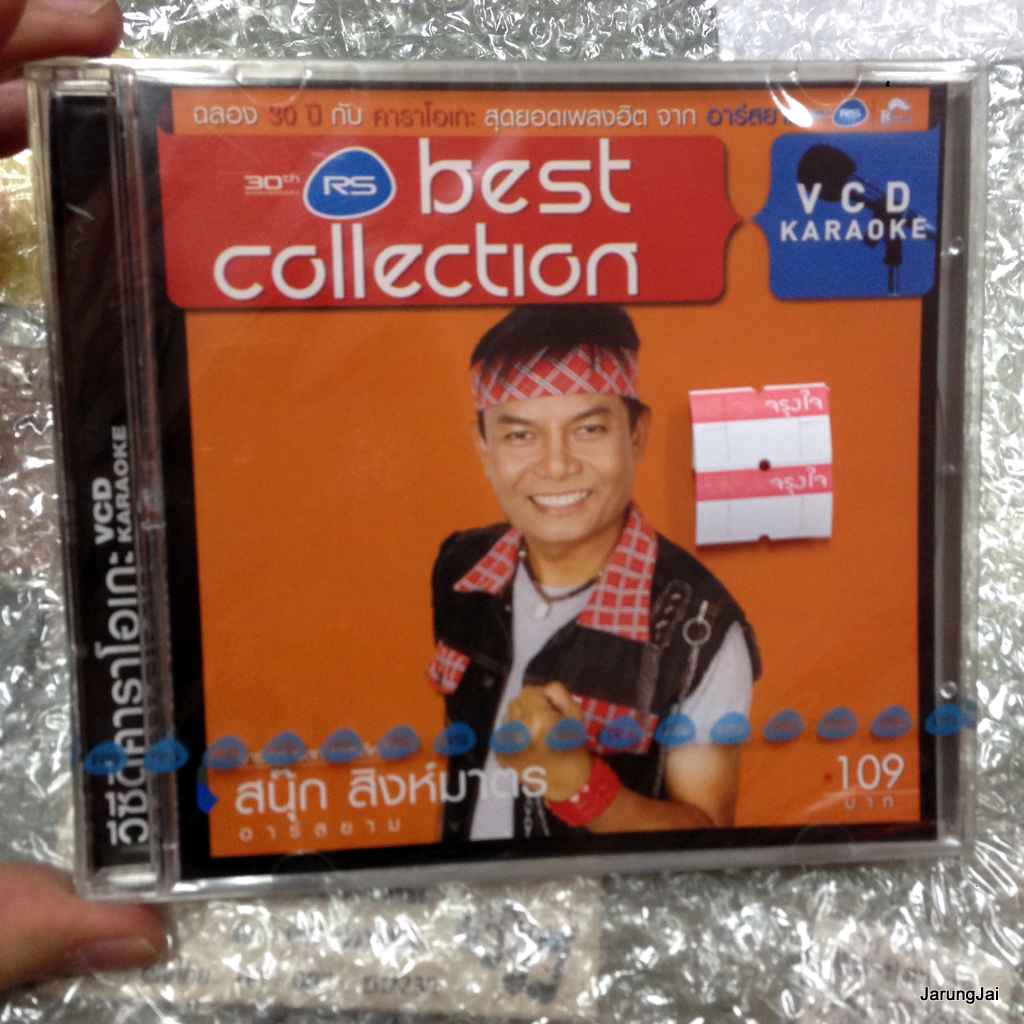 ฉลอง 30 ปี กับ คาราโอเกะ สุดยอดเพลงฮิต จาก อาร์สยาม
30th RS best
collection
VCD
KARAOKE
จรุงใจ
จรุงใจ
วีซีดีคาราโอเกะ VCD KARAOKE
สนุ๊ก สิงห์มาตร
อาร์สยาม
109
บาท
JarungJai